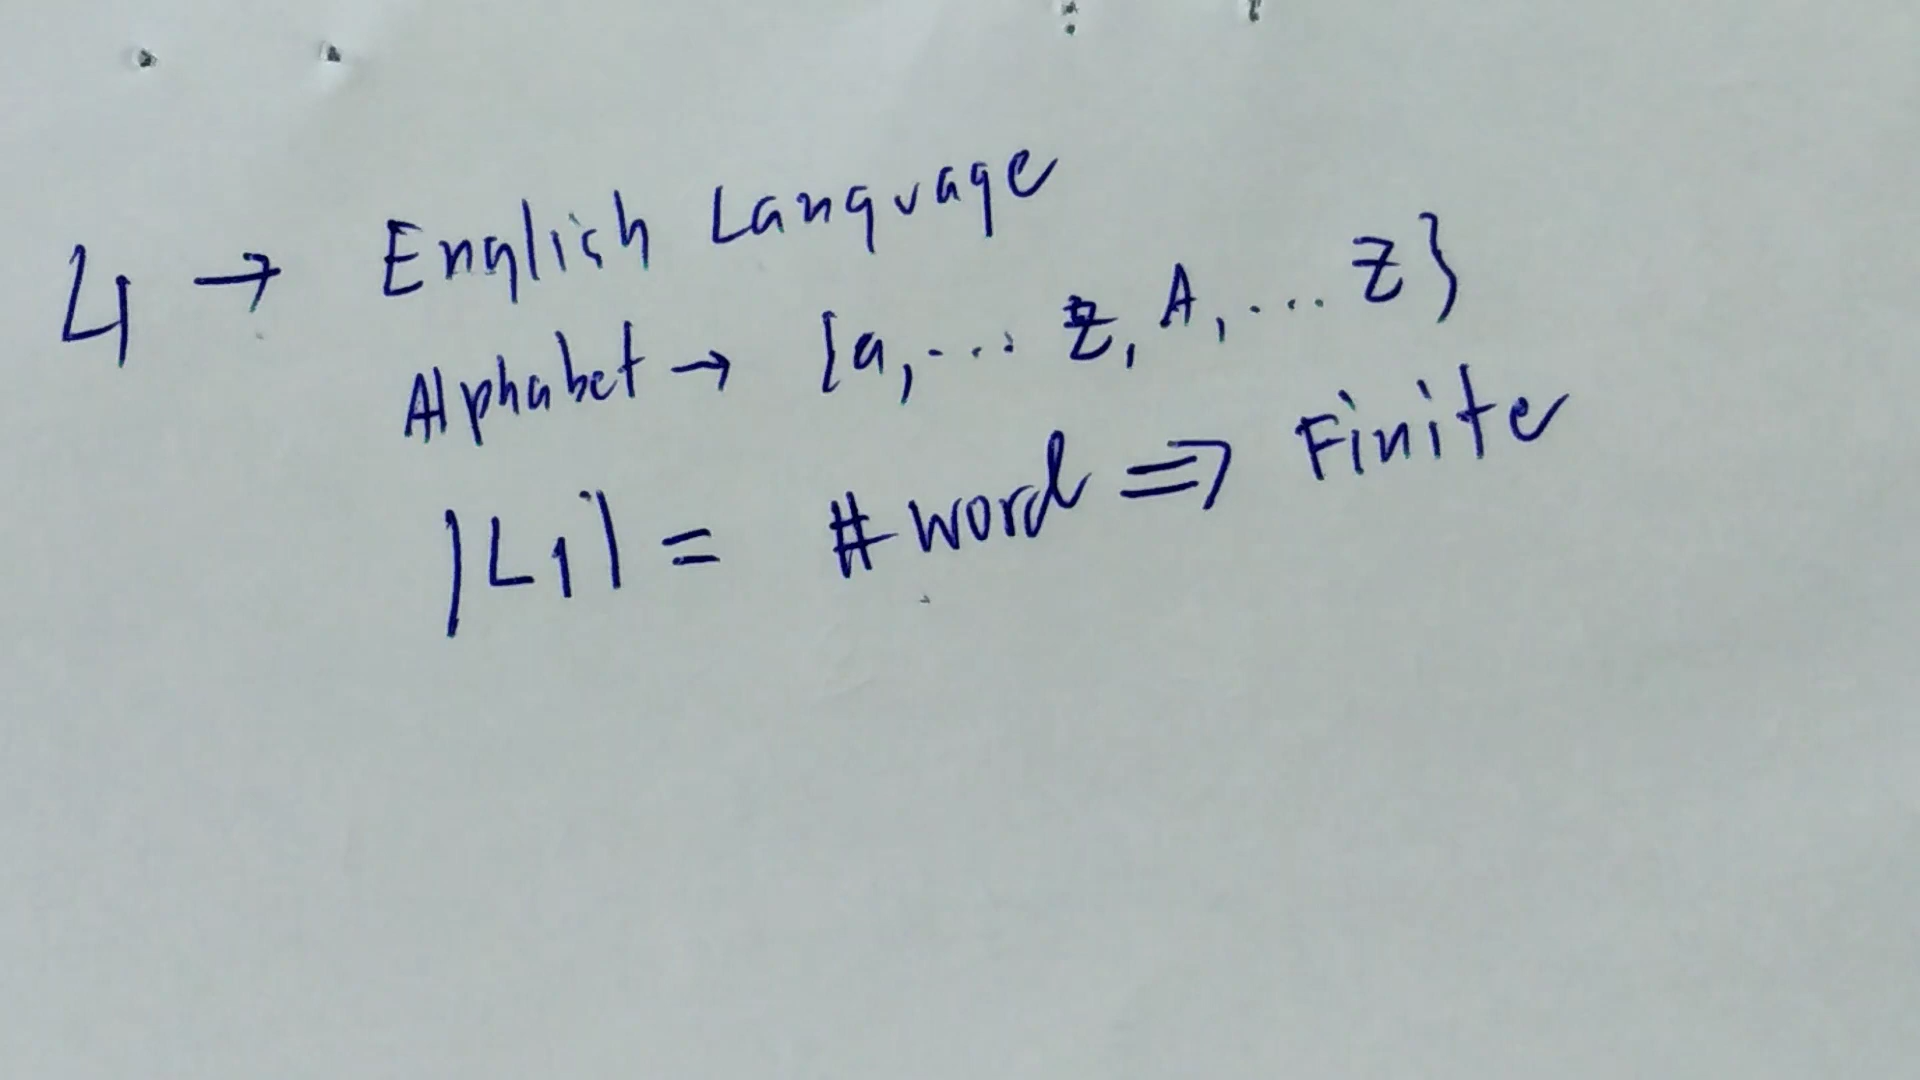 L1 → English Language
Alphabet → {a, ... z, A, ... Z}
|L1| = # word ⇒ Finite